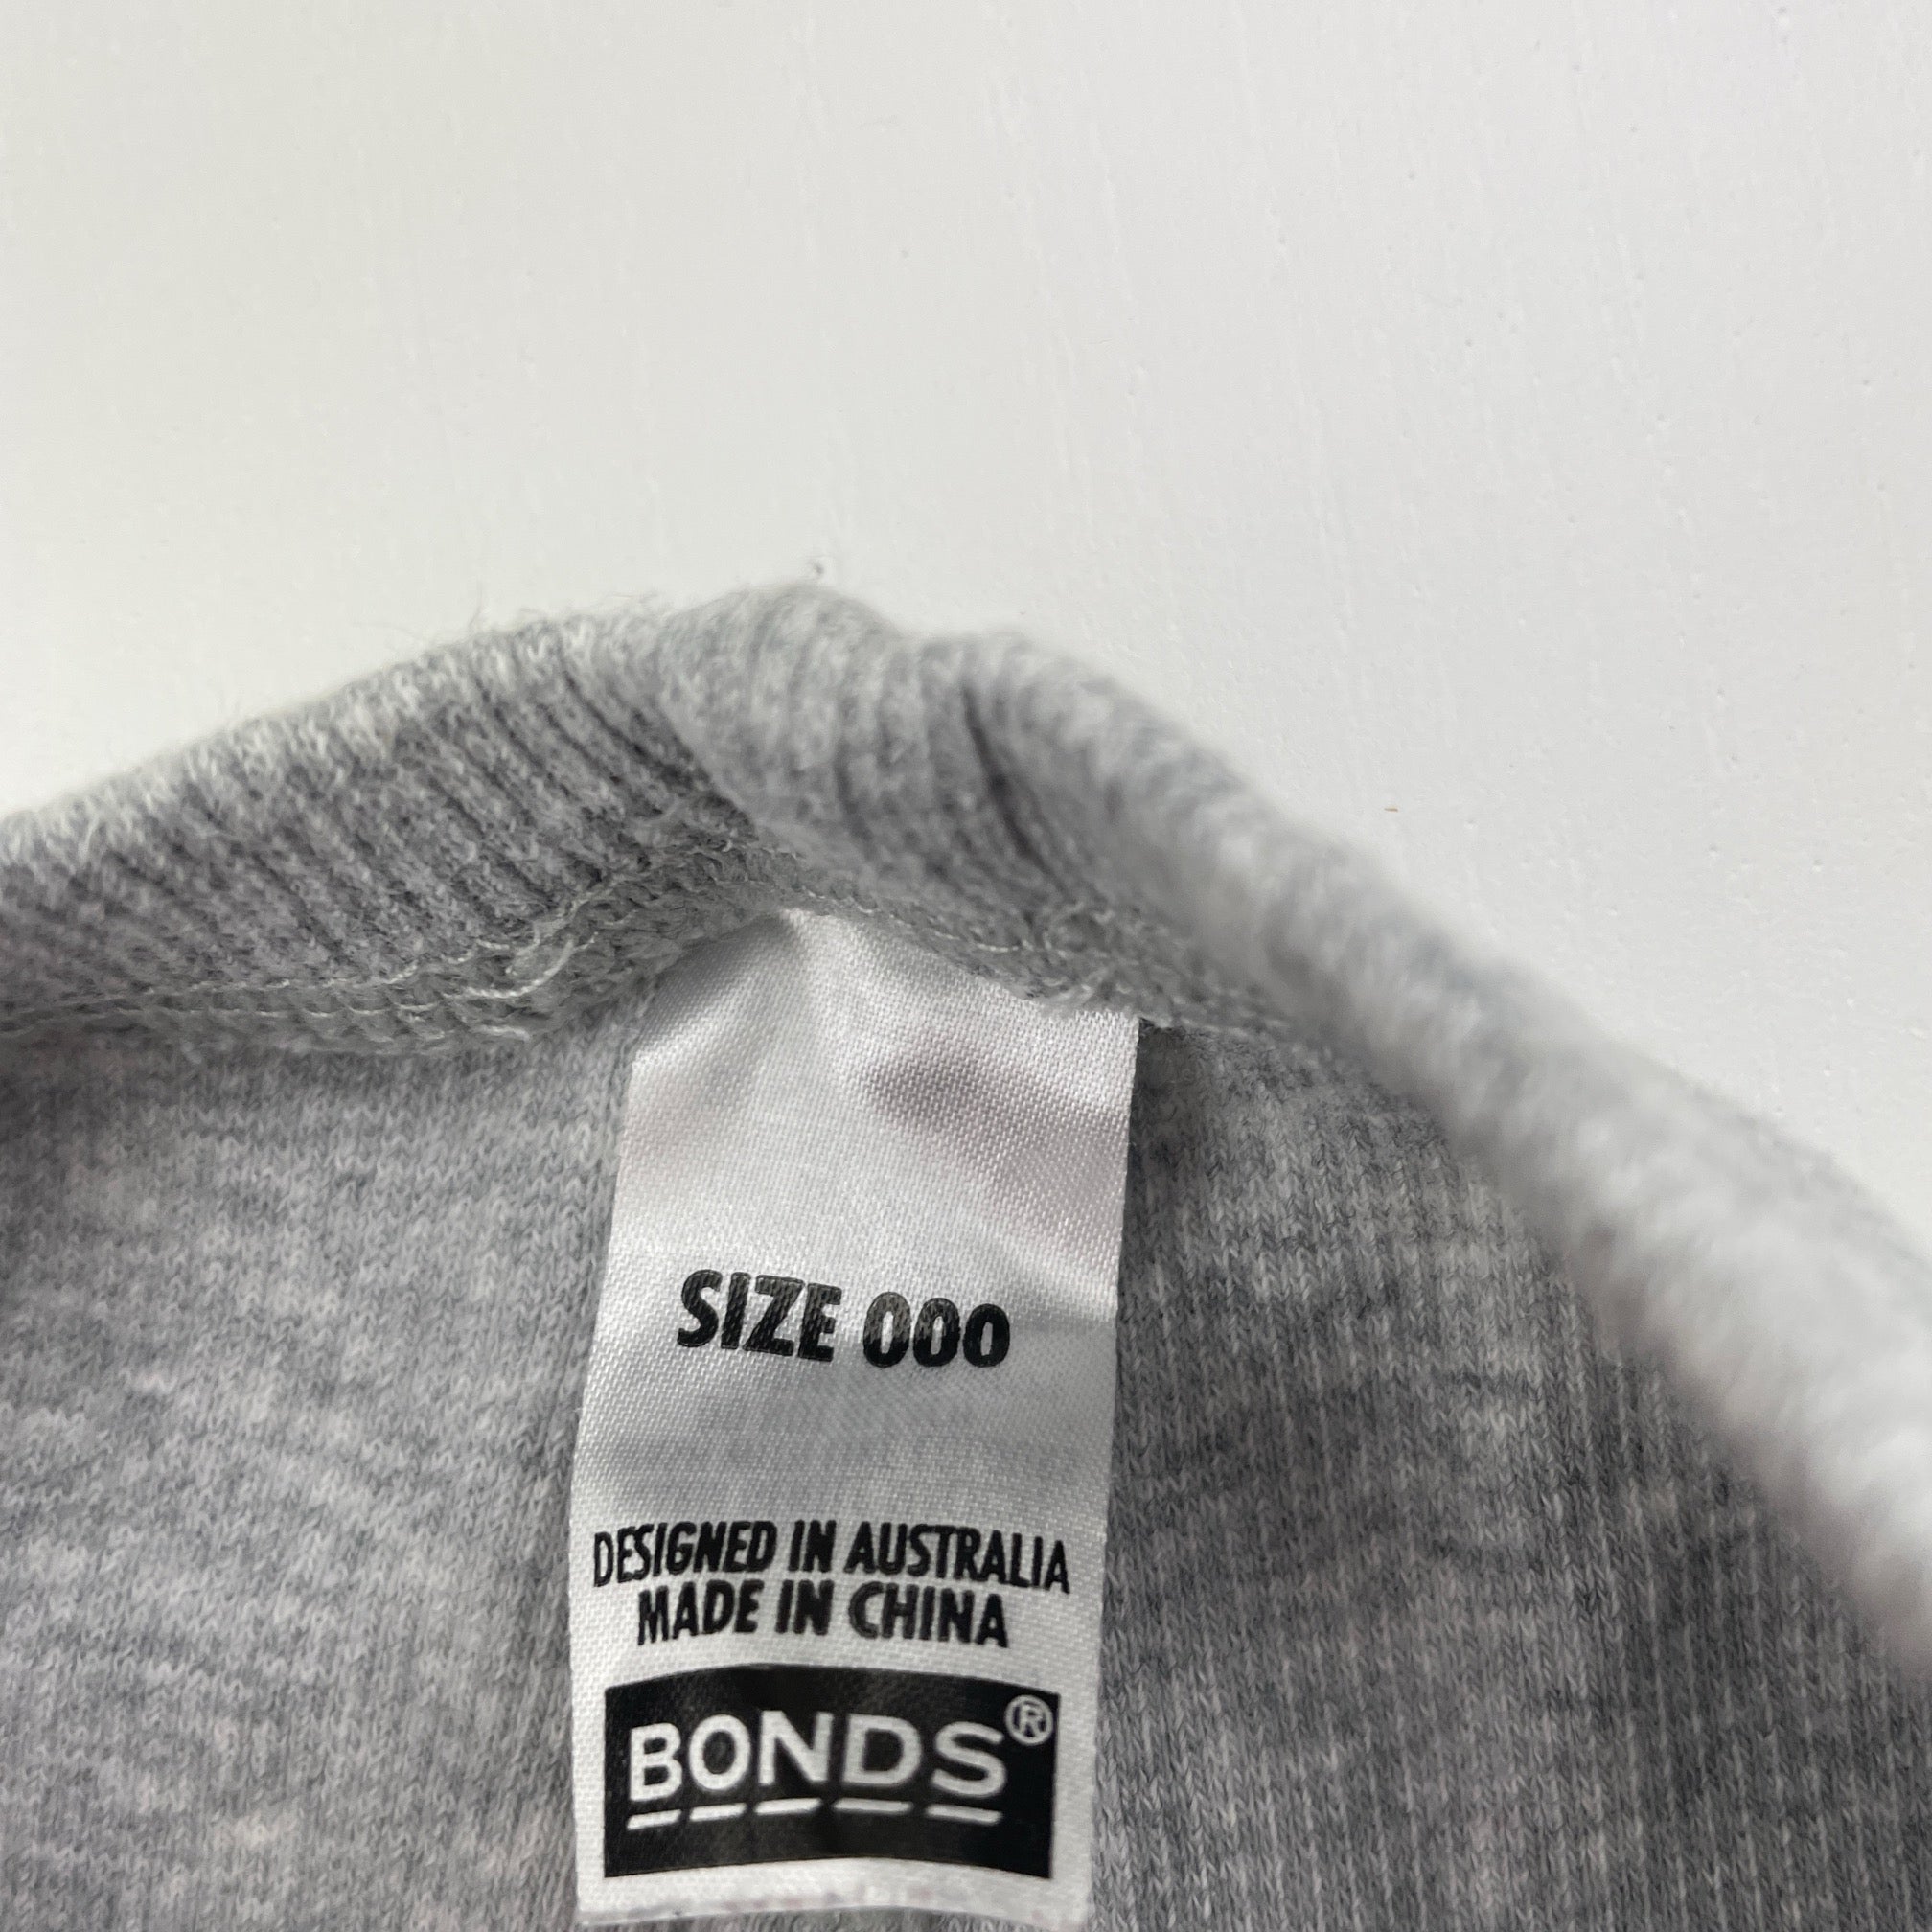 SIZE 000
DESIGNED IN AUSTRALIA
MADE IN CHINA
BONDS®